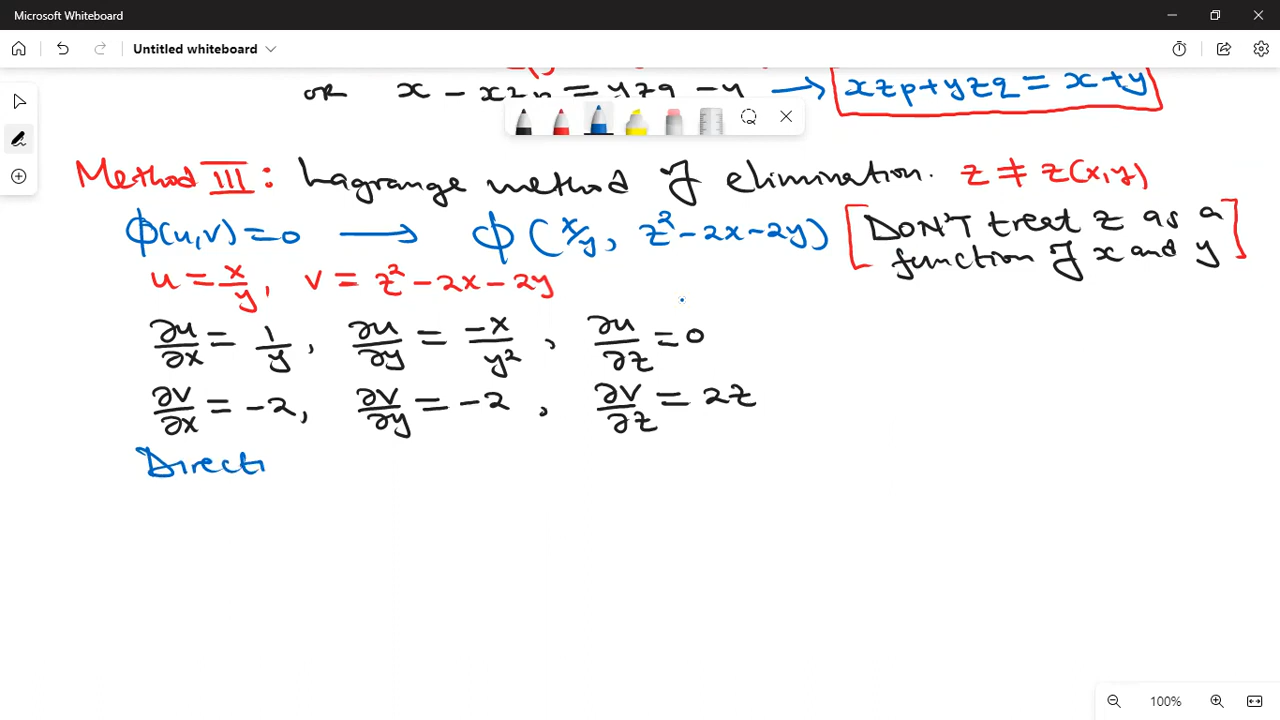 Microsoft Whiteboard
Untitled whiteboard
OR x - xzp = yzq - y → xzp + yzq = x + y
Method III: Lagrange method of elimination. z ≠ z(x,y)
ϕ(u,v) = 0 → ϕ(x/y, z² - 2x - 2y) [DON'T treat z as a
function of x and y]
u = x/y, v = z² - 2x - 2y
∂u/∂x = 1/y, ∂u/∂y = -x/y², ∂u/∂z = 0
∂v/∂x = -2, ∂v/∂y = -2, ∂v/∂z = 2z
Directi
100%